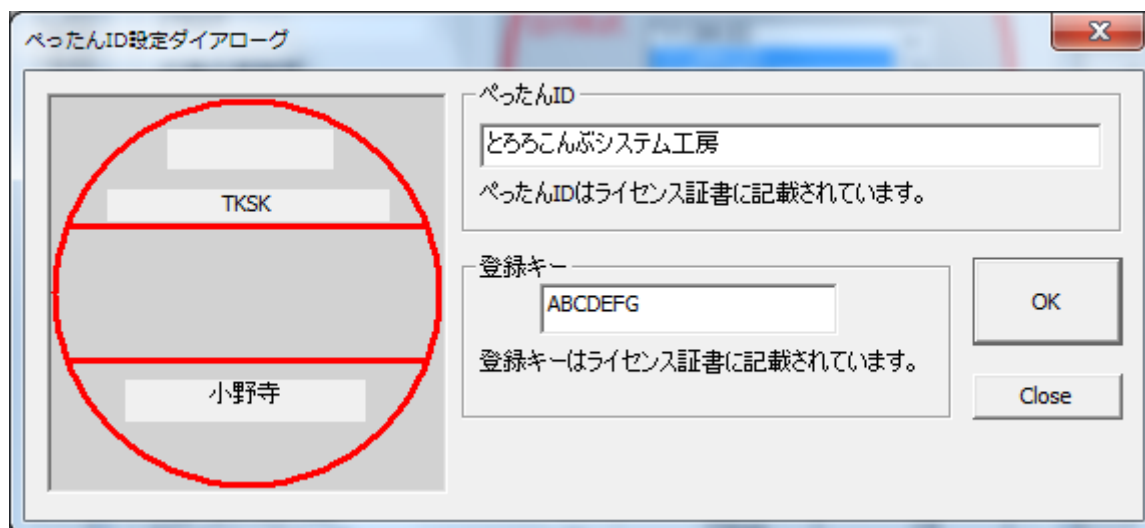 ぺったんID設定ダイアローグ
X
TKSK
小野寺
ぺったんID
とろろこんぶシステム工房
ぺったんIDはライセンス証書に記載されています。
登録キー
ABCDEFG
登録キーはライセンス証書に記載されています。
OK
Close